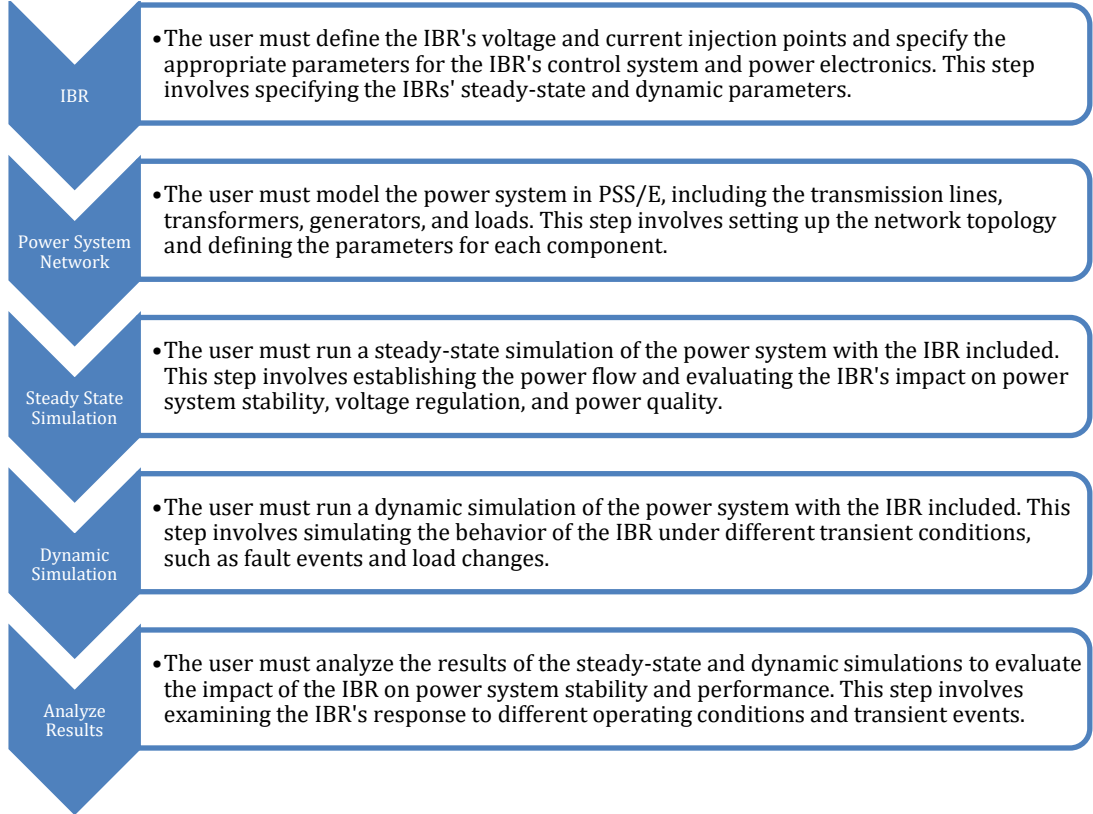 IBR
•The user must define the IBR's voltage and current injection points and specify the
appropriate parameters for the IBR's control system and power electronics. This step
involves specifying the IBRs' steady-state and dynamic parameters.
Power System
Network
•The user must model the power system in PSS/E, including the transmission lines,
transformers, generators, and loads. This step involves setting up the network topology
and defining the parameters for each component.
Steady State
Simulation
•The user must run a steady-state simulation of the power system with the IBR included.
This step involves establishing the power flow and evaluating the IBR's impact on power
system stability, voltage regulation, and power quality.
Dynamic
Simulation
•The user must run a dynamic simulation of the power system with the IBR included. This
step involves simulating the behavior of the IBR under different transient conditions,
such as fault events and load changes.
Analyze
Results
•The user must analyze the results of the steady-state and dynamic simulations to evaluate
the impact of the IBR on power system stability and performance. This step involves
examining the IBR's response to different operating conditions and transient events.